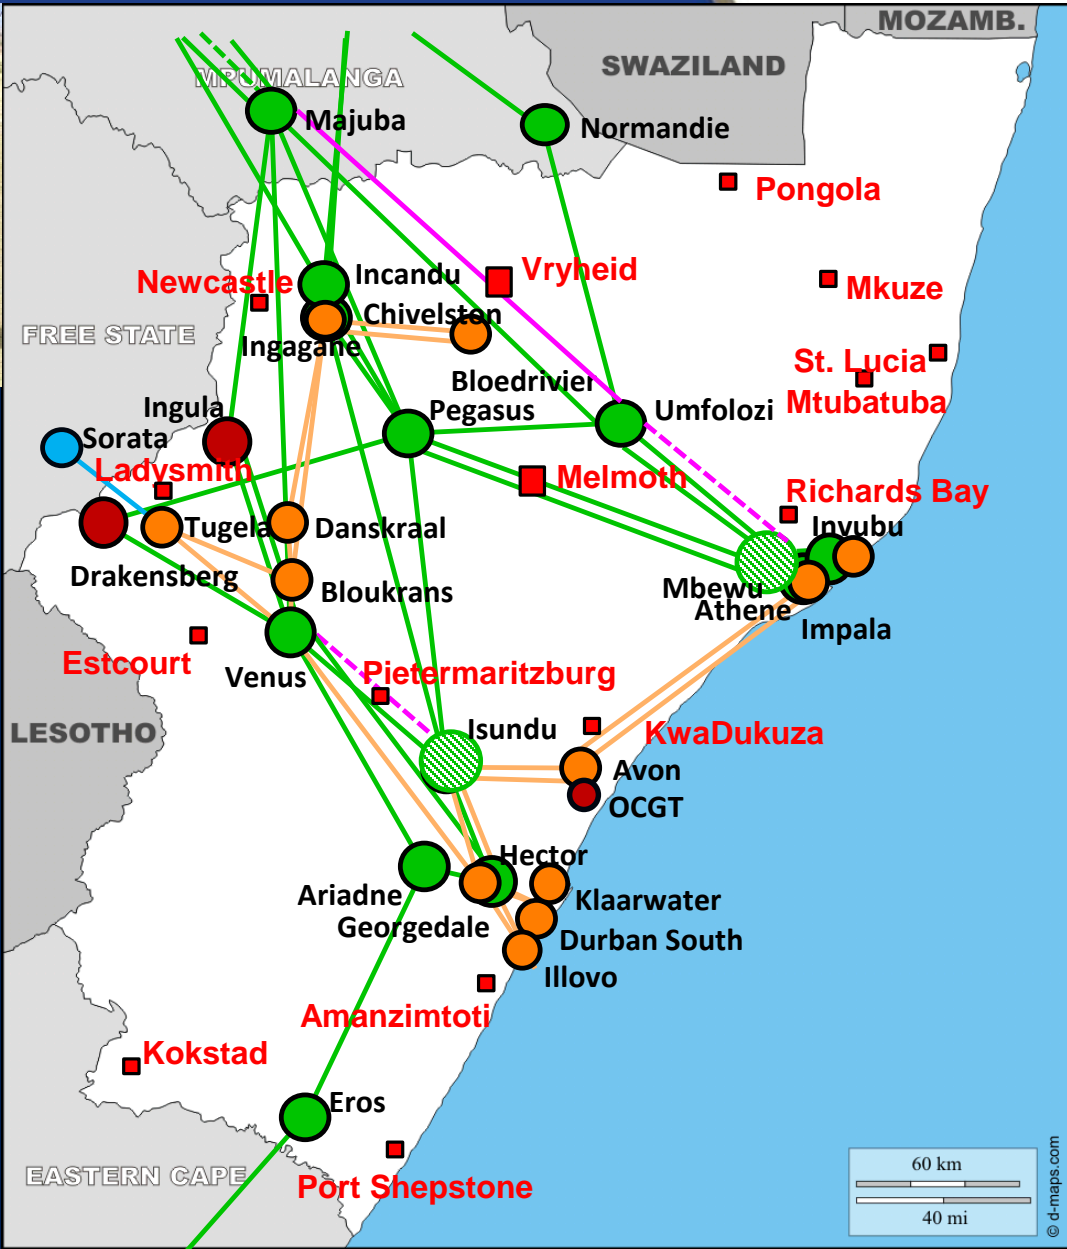 MOZAMB.
SWAZILAND
MPUMALANGA
Majuba
Normandie
Pongola
Incandu
Vryheid
Newcastle
Mkuze
Chivelston
FREE STATE
Ingagane
St. Lucia
Bloedrivier
Mtubatuba
Ingula
Pegasus
Umfolozi
Sorata
Ladysmith
Melmoth
Richards Bay
Tugela
Danskraal
Invubu
Drakensberg
Bloukrans
Mbewu
Athene
Impala
Estcourt
Venus
Pietermaritzburg
LESOTHO
Isundu
KwaDukuza
Avon
OCGT
Hector
Ariadne
Klaarwater
Georgedale
Durban South
Illovo
Amanzimtoti
Kokstad
Eros
EASTERN CAPE
Port Shepstone
60 km
40 mi
© d-maps.com